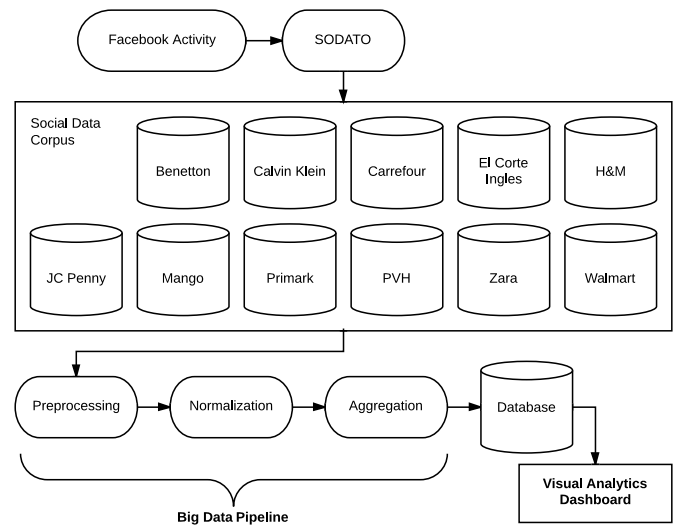 Facebook Activity
SODATO
Social Data
Corpus
Benetton
Calvin Klein
Carrefour
El Corte
Ingles
H&M
JC Penny
Mango
Primark
PVH
Zara
Walmart
Preprocessing
Normalization
Aggregation
Database
Visual Analytics
Dashboard
Big Data Pipeline